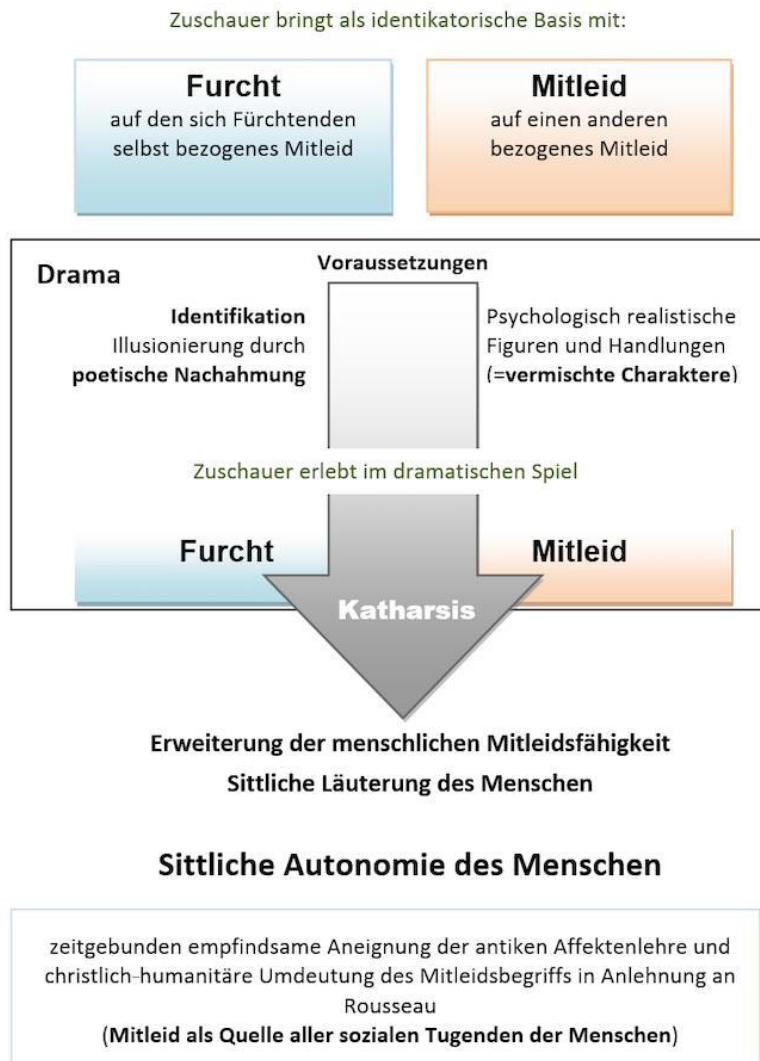 Zuschauer bringt als identikatorische Basis mit:
Furcht
auf den sich Fürchtenden
selbst bezogenes Mitleid
Mitleid
auf einen anderen
bezogenes Mitleid
Drama
Voraussetzungen
Identifikation
Illusionierung durch
poetische Nachahmung
Psychologisch realistische
Figuren und Handlungen
(=vermischte Charaktere)
Zuschauer erlebt im dramatischen Spiel
Furcht
Mitleid
Katharsis
Erweiterung der menschlichen Mitleidsfähigkeit
Sittliche Läuterung des Menschen
Sittliche Autonomie des Menschen
zeitgebunden empfindsame Aneignung der antiken Affektenlehre und
christlich-humanitäre Umdeutung des Mitleidsbegriffs in Anlehnung an
Rousseau
(Mitleid als Quelle aller sozialen Tugenden der Menschen)